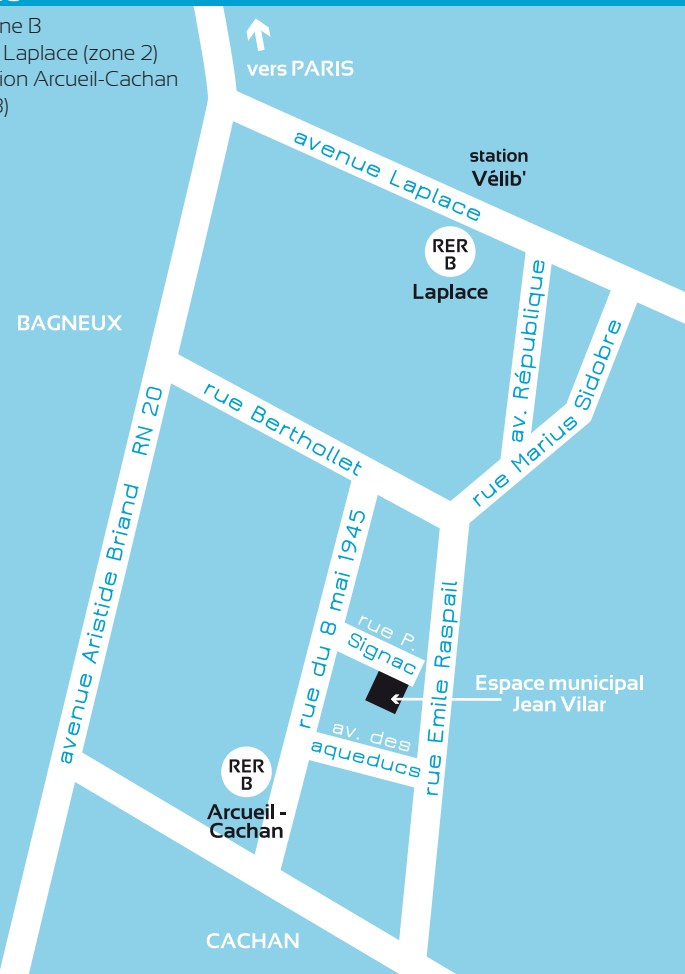 ne B
Laplace (zone 2)
ion Arcueil-Cachan
3)
vers PARIS
avenue Laplace
station
Vélib'
RER
B
Laplace
BAGNEUX
av. République
rue Marius Sidobre
rue Berthollet
avenue Aristide Briand RN 20
rue du 8 mai 1945
rue P.
Signac
rue Emile Raspail
Espace municipal
Jean Vilar
av. des
aqueducs
RER
B
Arcueil -
Cachan
CACHAN